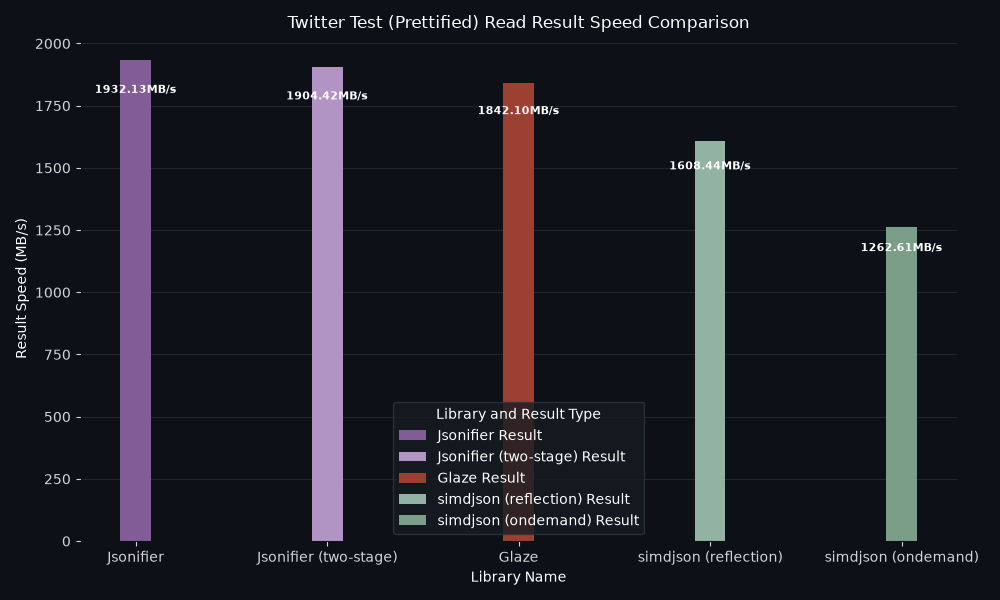 Twitter Test (Prettified) Read Result Speed Comparison
Result Speed (MB/s)
2000
1750
1500
1250
1000
750
500
250
0
1932.13MB/s
1904.42MB/s
1842.10MB/s
1608.44MB/s
1262.61MB/s
Library and Result Type
Jsonifier Result
Jsonifier (two-stage) Result
Glaze Result
simdjson (reflection) Result
simdjson (ondemand) Result
Jsonifier
Jsonifier (two-stage)
Glaze
simdjson (reflection)
simdjson (ondemand)
Library Name